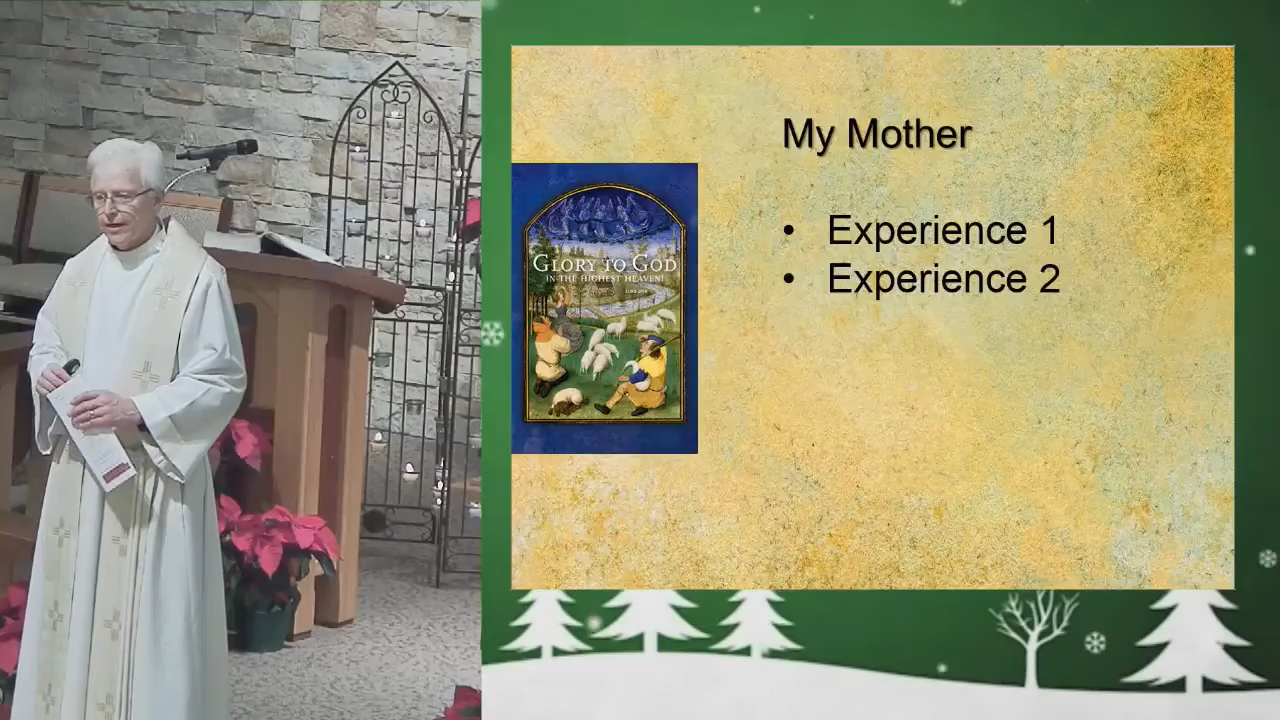 My Mother
• Experience 1
• Experience 2
GLORY TO GOD
IN THE HIGHEST HEAVEN!